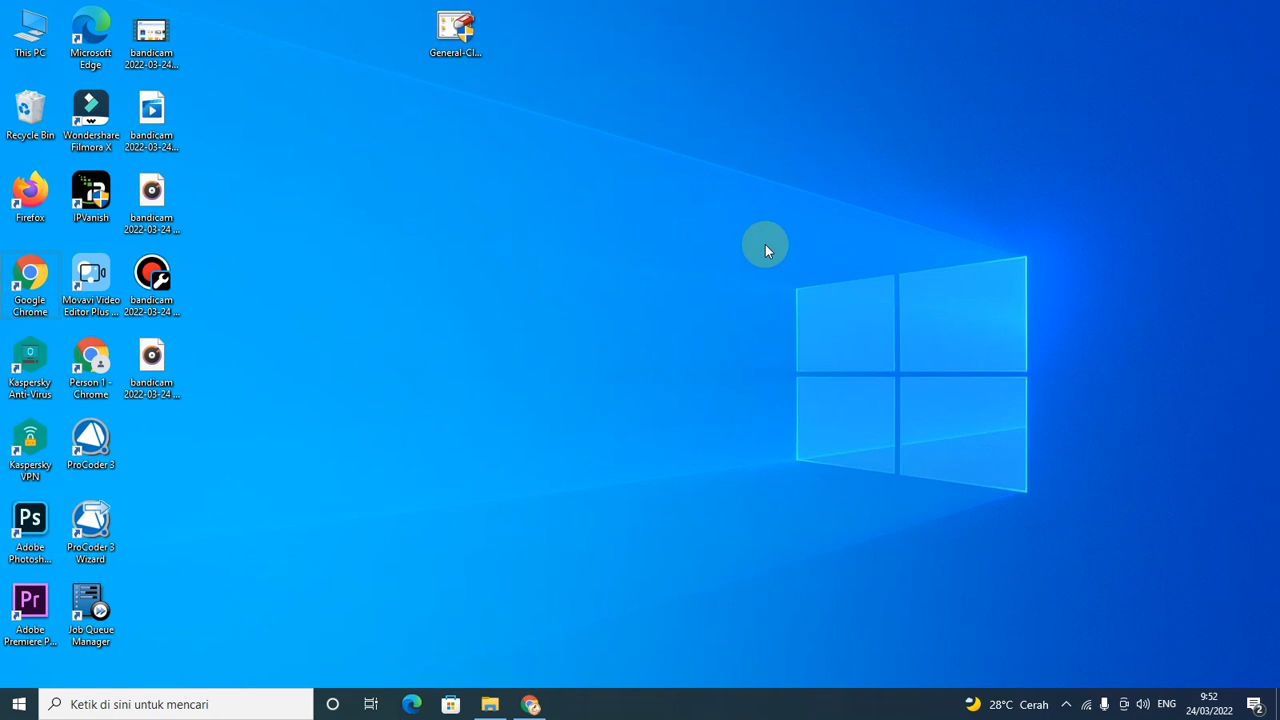 This PC
Microsoft
Edge
bandicam
2022-03-24...
General-Cl...
Recycle Bin
Wondershare
Filmora X
bandicam
2022-03-24...
Firefox
IPVanish
bandicam
2022-03-24 ...
Google
Chrome
Movavi Video
Editor Plus ...
bandicam
2022-03-24 ...
Kaspersky
Anti-Virus
Person 1 -
Chrome
bandicam
2022-03-24 ...
Kaspersky
VPN
ProCoder 3
Ps
Adobe
Photosh...
ProCoder 3
Wizard
Pr
Adobe
Premiere P...
Job Queue
Manager
Ketik di sini untuk mencari
28°C Cerah
ENG
9:52
24/03/2022
2